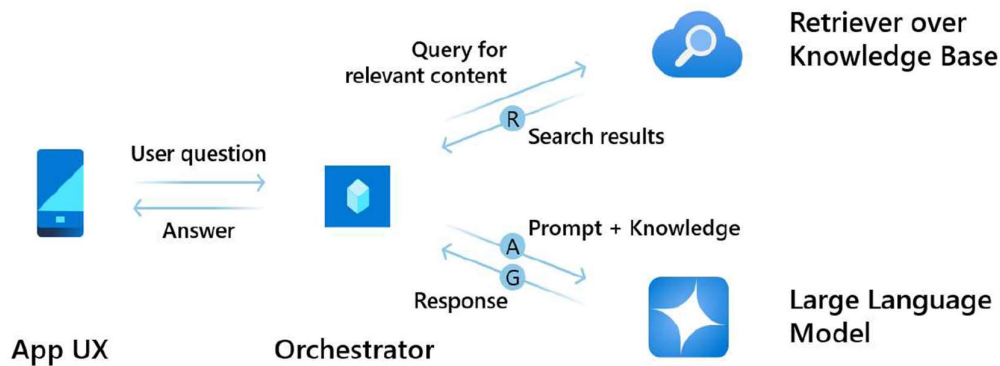 Retriever over
Knowledge Base
Query for
relevant content
R
Search results
User question
Answer
A
Prompt + Knowledge
G
Response
Large Language
Model
App UX
Orchestrator